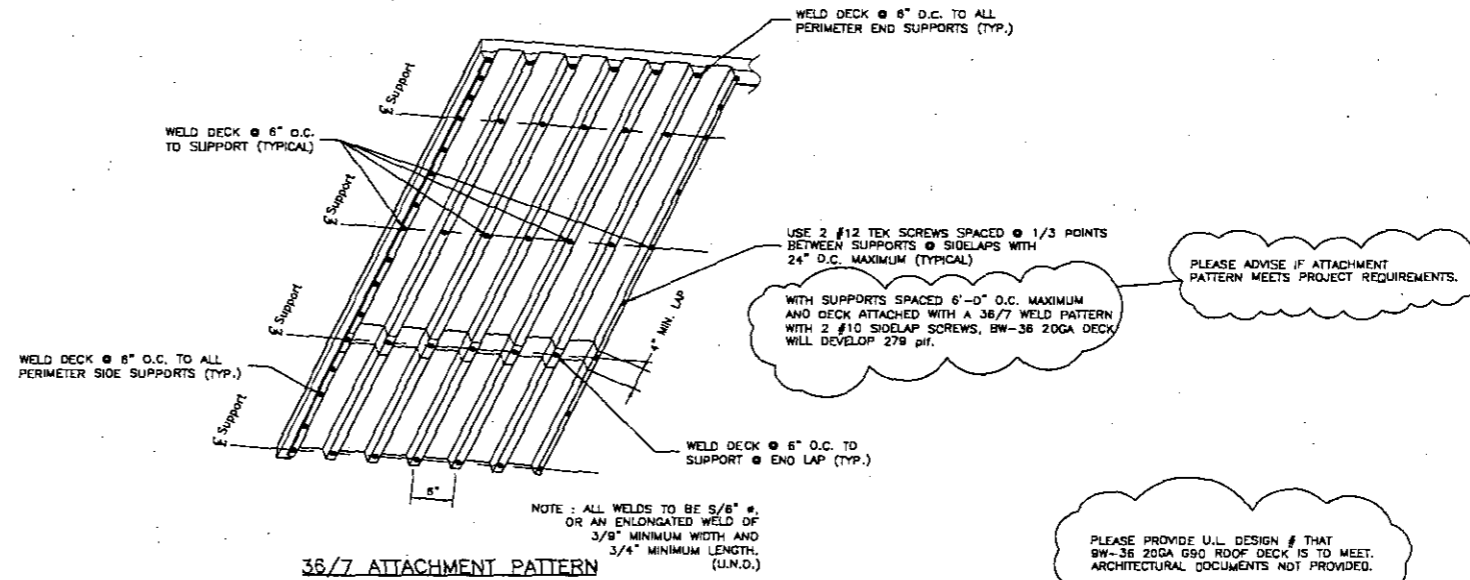 WELD DECK @ 6" O.C. TO ALL
PERIMETER END SUPPORTS (TYP.)
℄ Support
WELD DECK @ 6" O.C.
TO SUPPORT (TYPICAL)
℄ Support
USE 2 #12 TEK SCREWS SPACED @ 1/3 POINTS
BETWEEN SUPPORTS @ SIDELAPS WITH
24" O.C. MAXIMUM (TYPICAL)
PLEASE ADVISE IF ATTACHMENT
PATTERN MEETS PROJECT REQUIREMENTS.
WITH SUPPORTS SPACED 6'-0" O.C. MAXIMUM
AND DECK ATTACHED WITH A 36/7 WELD PATTERN
WITH 2 #10 SIDELAP SCREWS, BW-36 20GA DECK
WILL DEVELOP 279 plf.
℄ Support
4" MIN. LAP
WELD DECK @ 6" O.C. TO ALL
PERIMETER SIDE SUPPORTS (TYP.)
℄ Support
WELD DECK @ 6" O.C. TO
SUPPORT @ END LAP (TYP.)
6"
NOTE : ALL WELDS TO BE 5/8" ø,
OR AN ENLONGATED WELD OF
3/8" MINIMUM WIDTH AND
3/4" MINIMUM LENGTH.
(U.N.O.)
36/7 ATTACHMENT PATTERN
PLEASE PROVIDE U.L. DESIGN # THAT
BW-36 20GA G90 ROOF DECK IS TO MEET.
ARCHITECTURAL DOCUMENTS NOT PROVIDED.